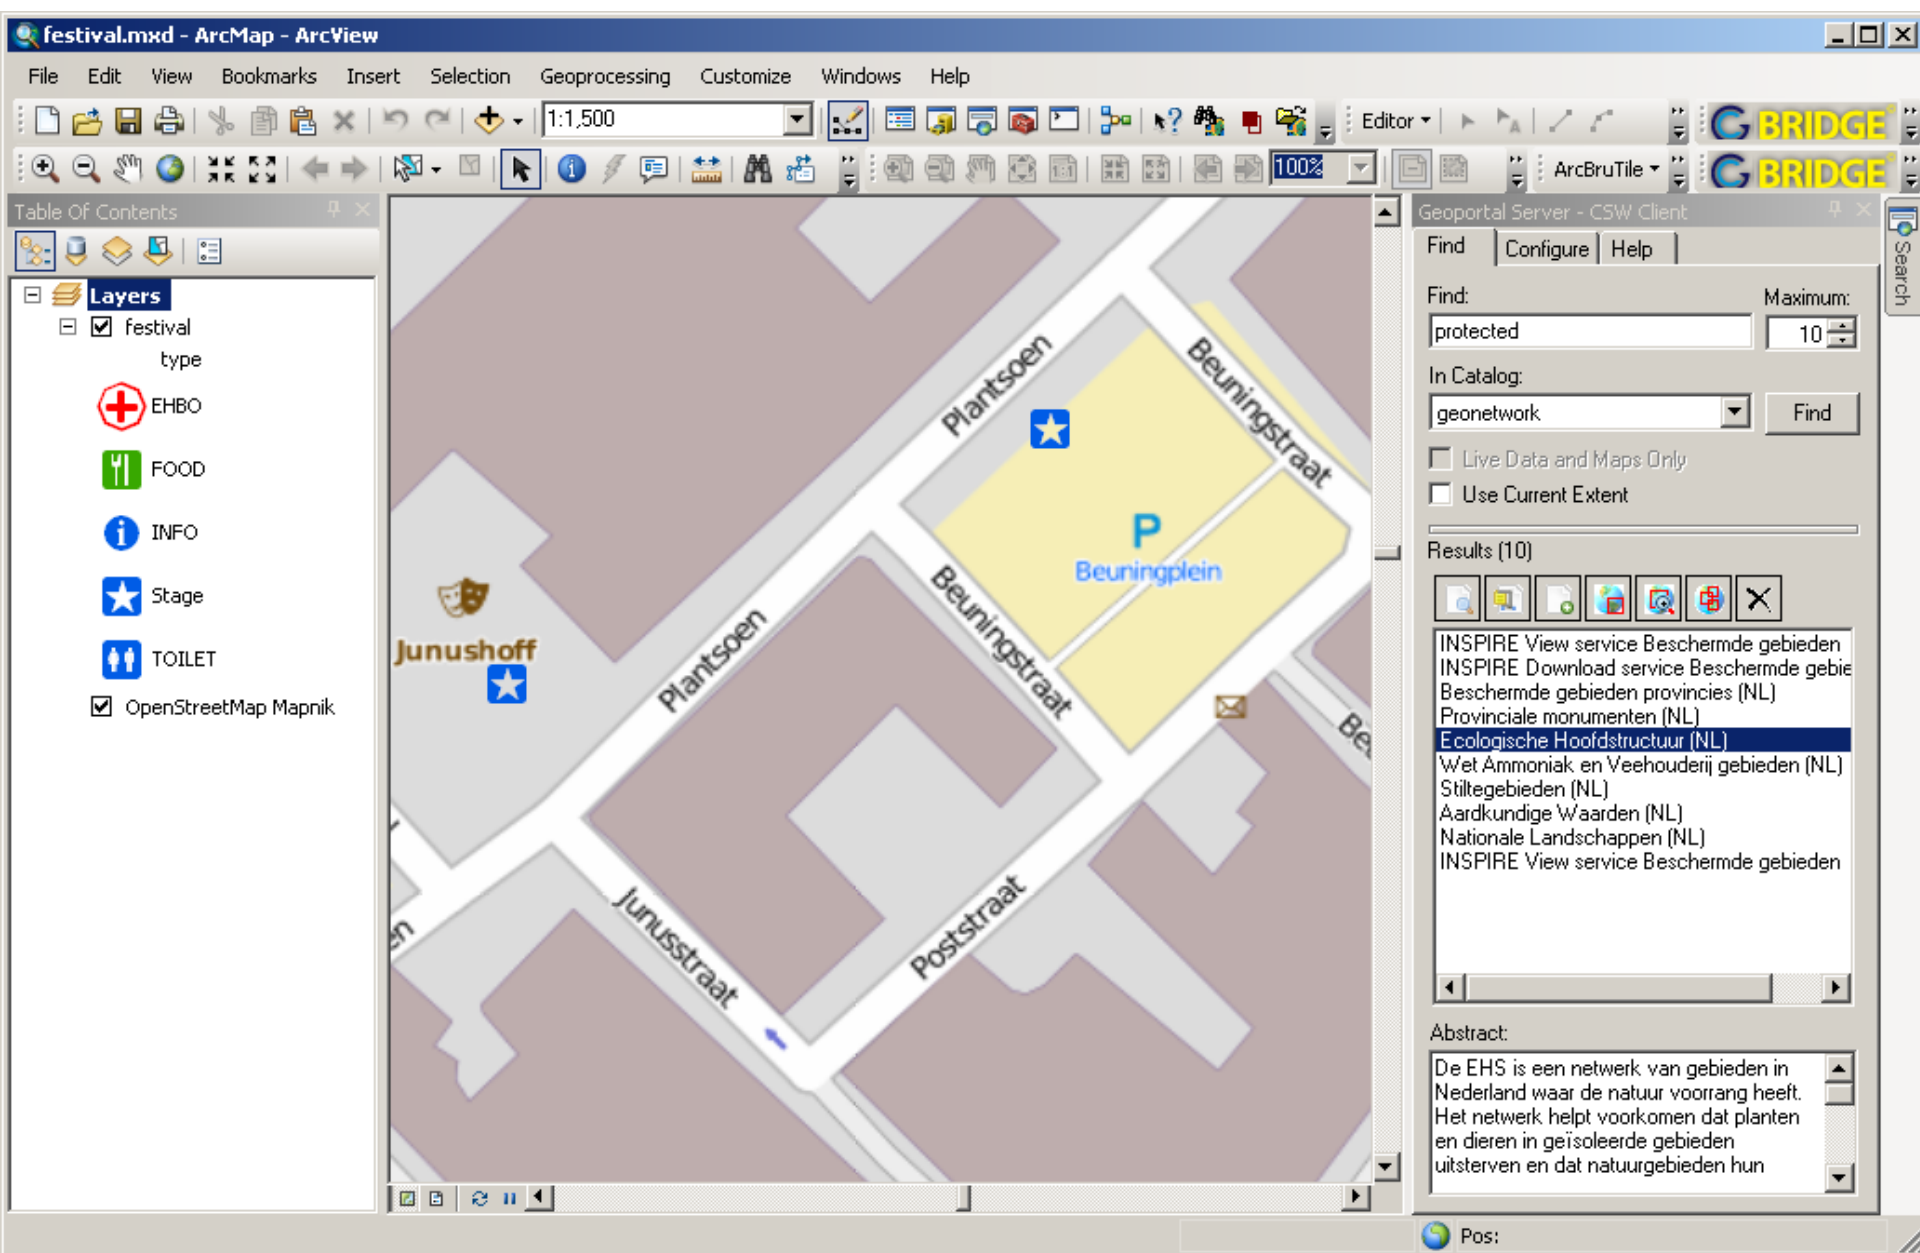 festival.mxd - ArcMap - ArcView
File Edit View Bookmarks Insert Selection Geoprocessing Customize Windows Help
1:1,500
Editor
G BRIDGE
100%
ArcBruTile
G BRIDGE
Table Of Contents
Layers
festival
type
EHBO
FOOD
INFO
Stage
TOILET
OpenStreetMap Mapnik
Plantsoen
Beuningstraat
P
Beuningplein
Beuningstraat
Junushoff
Plantsoen
Be
en
Junusstraat
Poststraat
Geoportal Server - CSW Client
Find Configure Help
Search
Find: Maximum:
protected 10
In Catalog:
geonetwork Find
Live Data and Maps Only
Use Current Extent
Results (10)
INSPIRE View service Beschermde gebieden
INSPIRE Download service Beschermde gebie
Beschermde gebieden provincies (NL)
Provinciale monumenten (NL)
Ecologische Hoofdstructuur (NL)
Wet Ammoniak en Veehouderij gebieden (NL)
Stiltegebieden (NL)
Aardkundige Waarden (NL)
Nationale Landschappen (NL)
INSPIRE View service Beschermde gebieden
Abstract:
De EHS is een netwerk van gebieden in
Nederland waar de natuur voorrang heeft.
Het netwerk helpt voorkomen dat planten
en dieren in geïsoleerde gebieden
uitsterven en dat natuurgebieden hun
Pos: